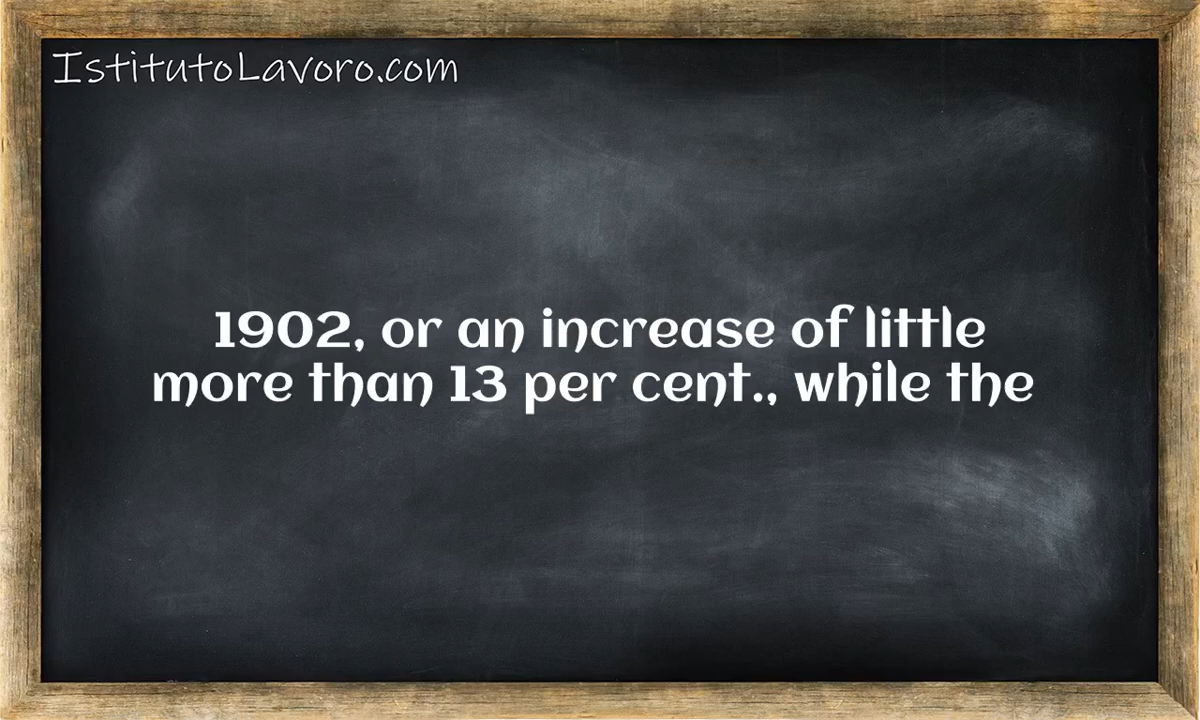 IstitutoLavoro.com
1902, or an increase of little
more than 13 per cent., while the